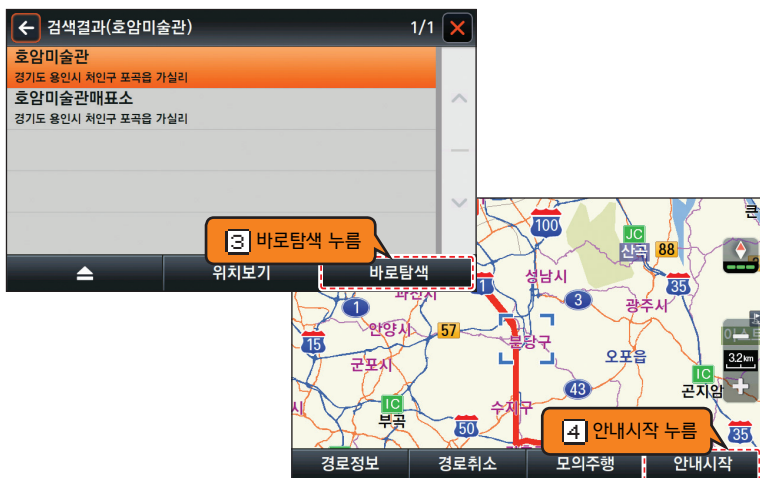 검색결과(호암미술관) 1/1
호암미술관
경기도 용인시 처인구 포곡읍 가실리
호암미술관매표소
경기도 용인시 처인구 포곡읍 가실리
3 바로탐색 누름
위치보기 바로탐색
큰
100
JC
산곡 88
성남시
35
1
과천시
1
3
광주시
안양시 57
15
분당구
군포시
오포읍
3.2km
IC
곤지암
43
IC
부곡
수지구
50
4 안내시작 누름
35
경로정보 경로취소 모의주행 안내시작